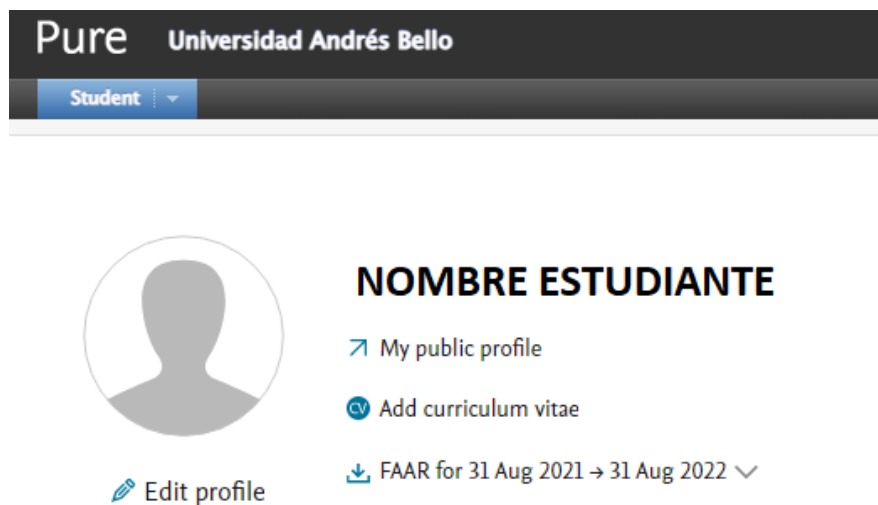 Pure Universidad Andrés Bello
Student
NOMBRE ESTUDIANTE
My public profile
CV Add curriculum vitae
FAAR for 31 Aug 2021 → 31 Aug 2022
Edit profile